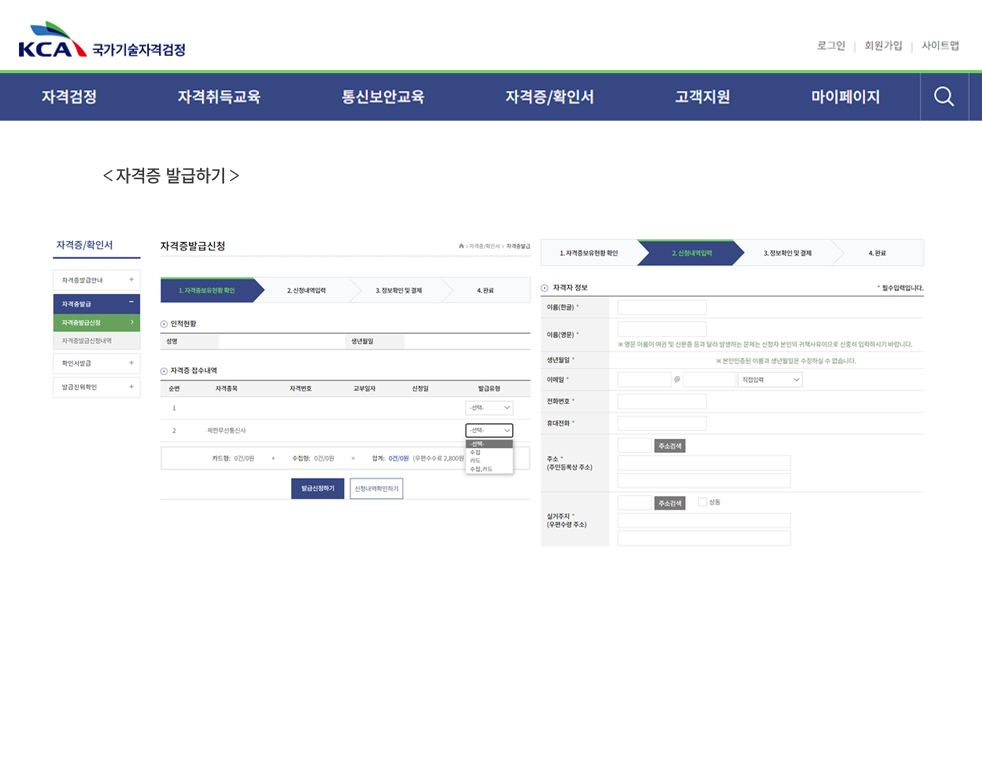 KCA 국가기술자격검정
로그인 | 회원가입 | 사이트맵
자격검정 자격취득교육 통신보안교육 자격증/확인서 고객지원 마이페이지
<자격증 발급하기>
자격증/확인서
자격증발급안내 +
자격증발급 −
자격증발급신청 >
자격증발급신청내역
확인서발급 +
발급진위확인 +
자격증발급신청
> 자격증/확인서 > 자격증발급
1. 자격증보유현황 확인 2. 신청내역입력 3. 정보확인 및 결제 4. 완료
인적현황
성명 생년월일
자격증 접수내역
순번 자격종목 자격번호 교부일자 신청일 발급유형
1 -선택-
2 제한무선통신사 -선택-
-선택-
수첩
카드
수첩,카드
카드형: 0건/0원 + 수첩형: 0건/0원 = 합계: 0건/0원 (우편수수료 2,800원
발급신청하기 신청내역확인하기
1. 자격증보유현황 확인 2. 신청내역입력 3. 정보확인 및 결제 4. 완료
자격자 정보 * 필수입력입니다.
이름(한글) *
이름(영문) *
※ 영문 이름이 여권 및 신분증 등과 달라 발생하는 문제는 신청자 본인의 귀책사유이므로 신중히 입력하시기 바랍니다.
생년월일 * ※ 본인인증된 이름과 생년월일은 수정하실 수 없습니다.
이메일 * @ 직접입력
전화번호 *
휴대전화 *
주소 *
(주민등록상 주소)
주소검색
실거주지 *
(우편수령 주소)
주소검색 상동